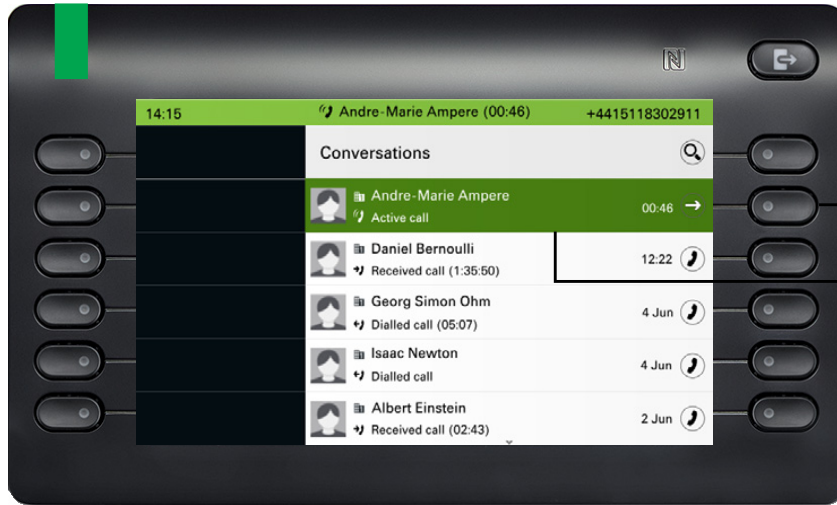 14:15 Andre-Marie Ampere (00:46) +4415118302911
Conversations
Andre-Marie Ampere
Active call 00:46
Daniel Bernoulli
Received call (1:35:50) 12:22
Georg Simon Ohm
Dialled call (05:07) 4 Jun
Isaac Newton
Dialled call 4 Jun
Albert Einstein
Received call (02:43) 2 Jun